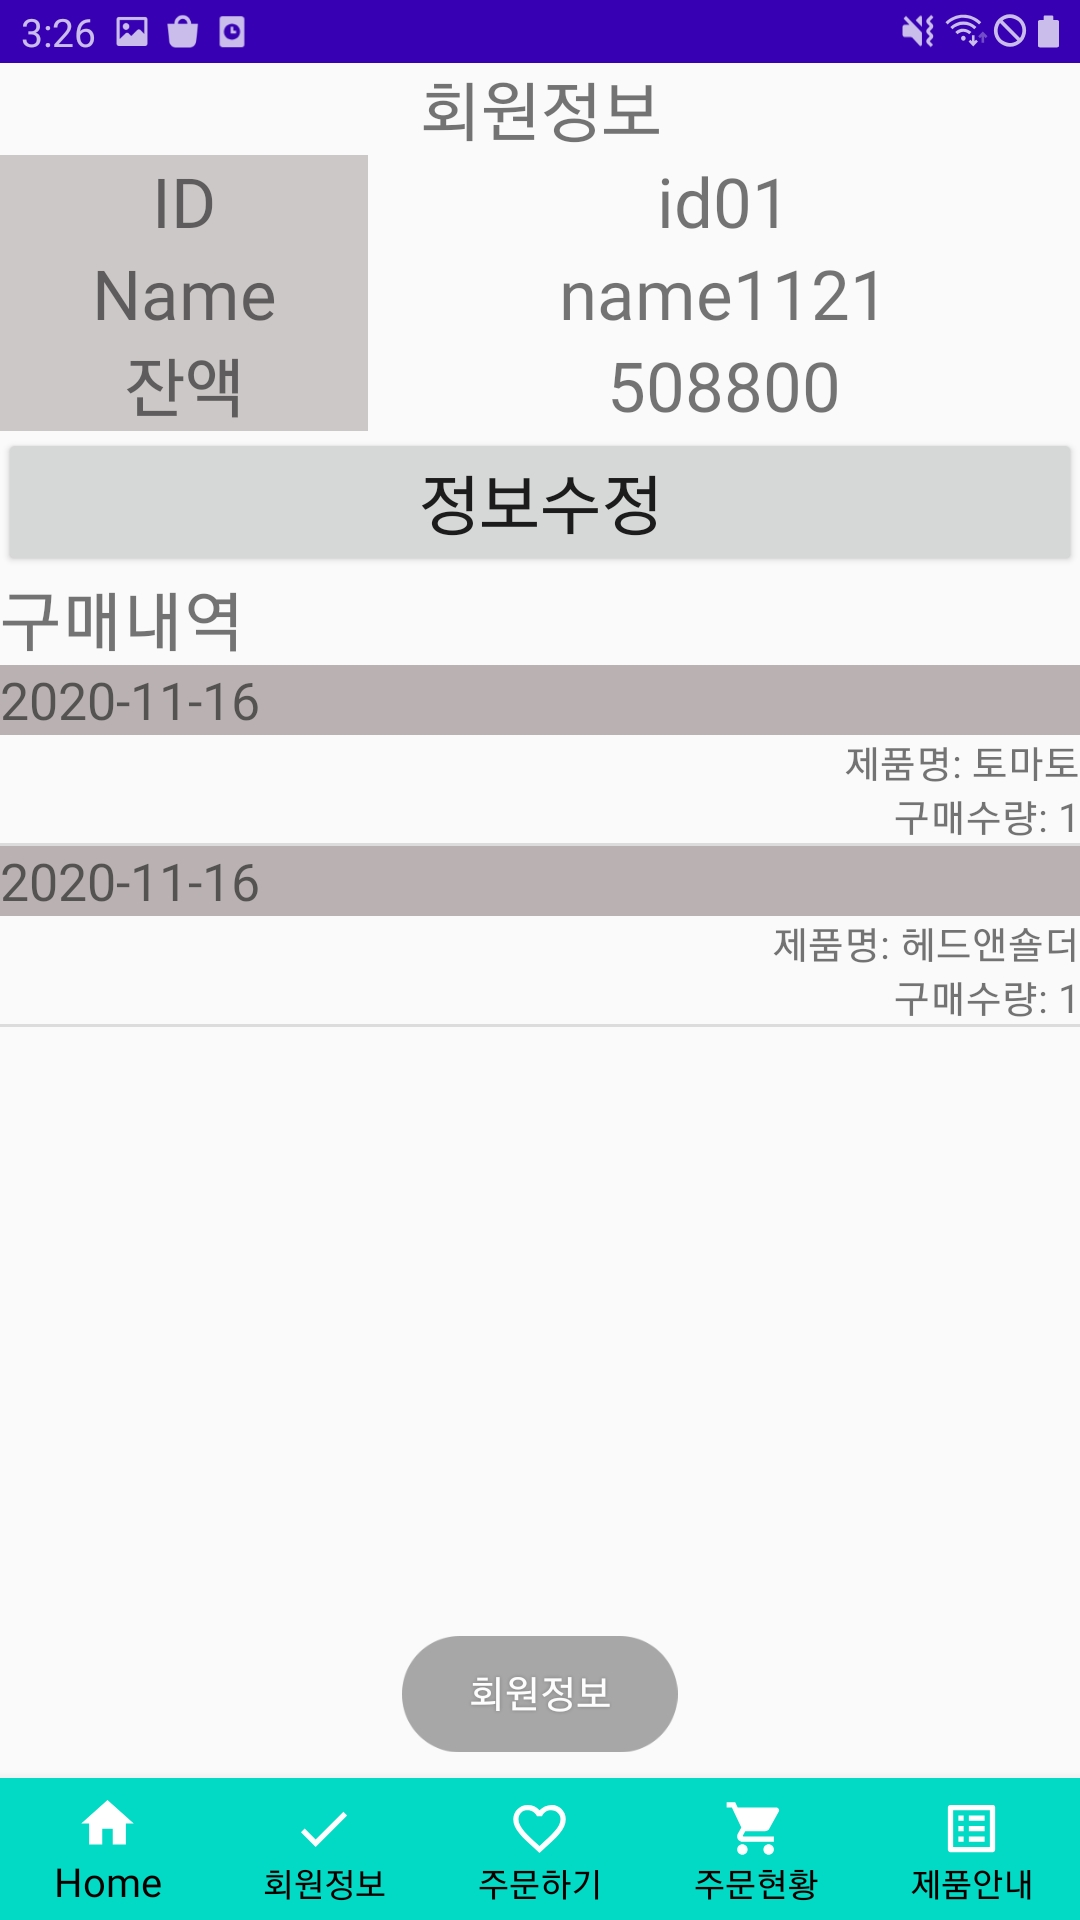 3:26
회원정보
ID id01
Name name1121
잔액 508800
정보수정
구매내역
2020-11-16
제품명: 토마토
구매수량: 1
2020-11-16
제품명: 헤드앤숄더
구매수량: 1
회원정보
Home 회원정보 주문하기 주문현황 제품안내